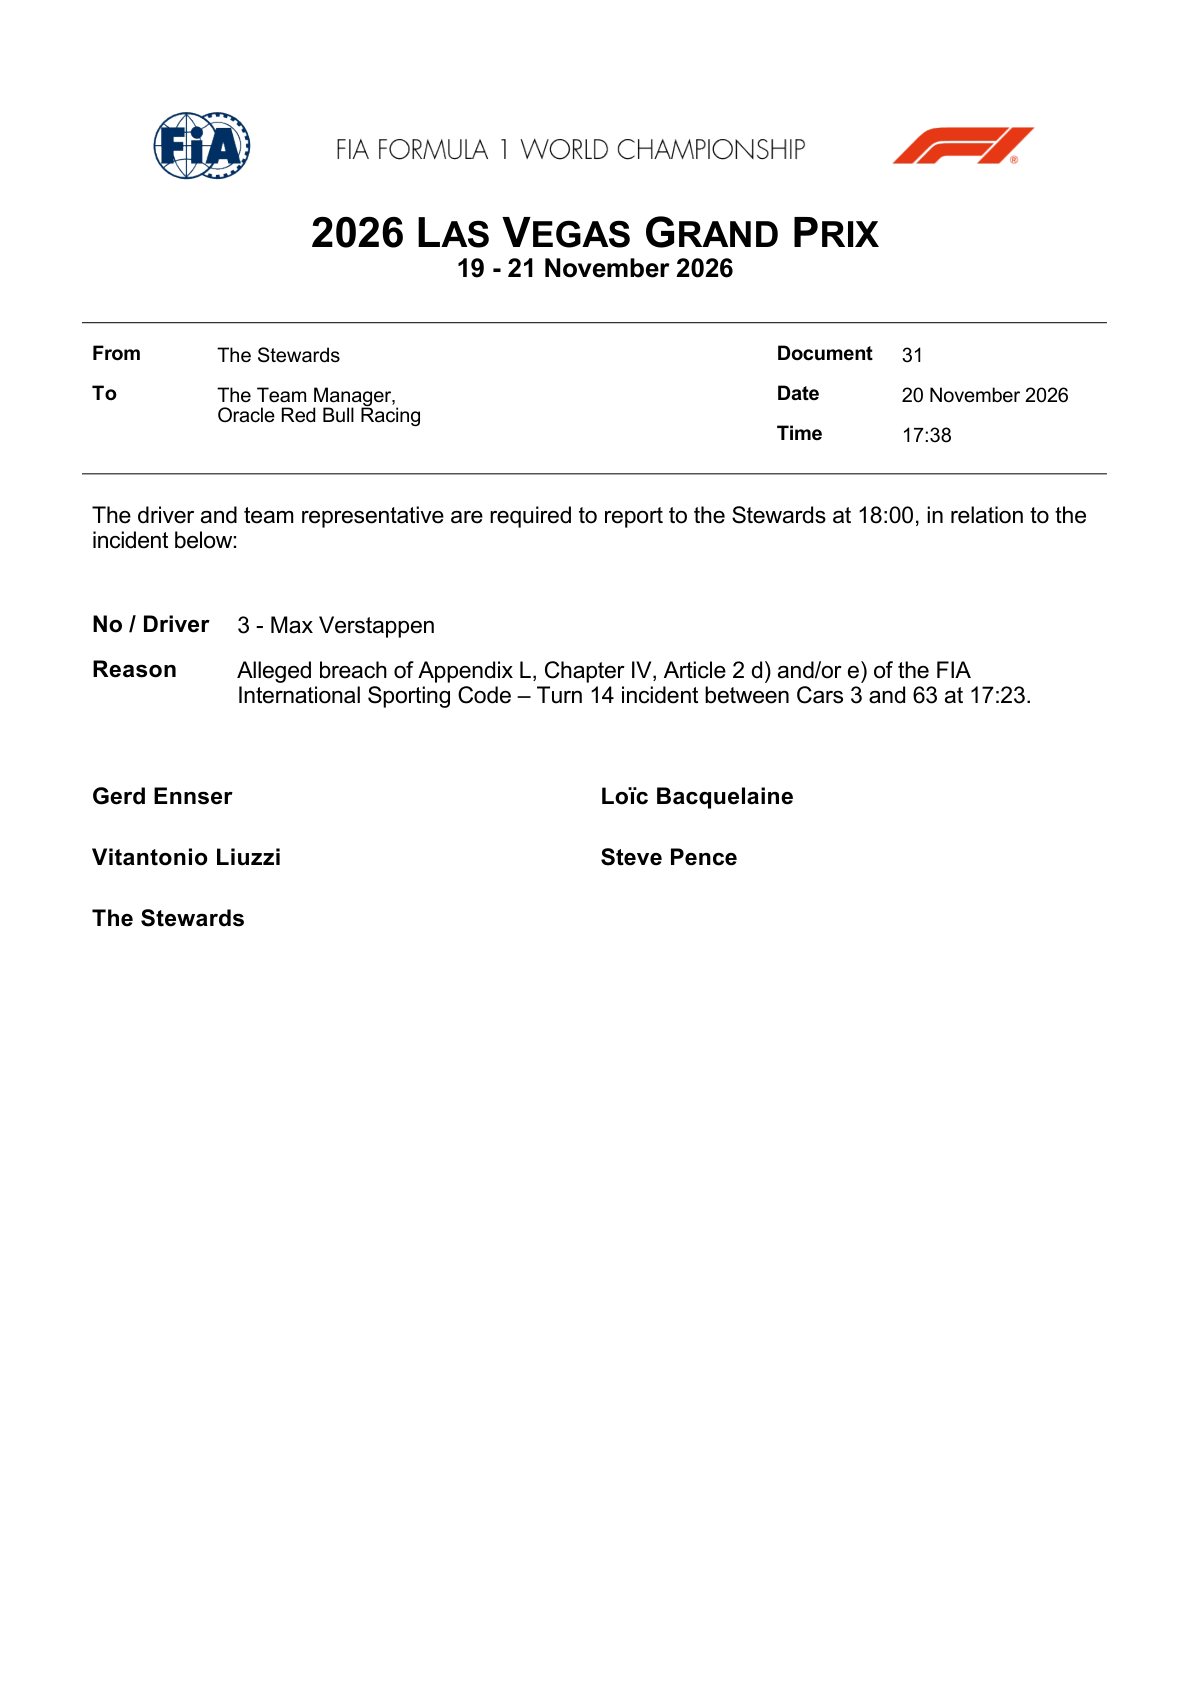 FiA
FIA FORMULA 1 WORLD CHAMPIONSHIP
F1®
2026 LAS VEGAS GRAND PRIX
19 - 21 November 2026
From The Stewards Document 31
To The Team Manager, Date 20 November 2026
Oracle Red Bull Racing
Time 17:38
The driver and team representative are required to report to the Stewards at 18:00, in relation to the
incident below:
No / Driver 3 - Max Verstappen
Reason Alleged breach of Appendix L, Chapter IV, Article 2 d) and/or e) of the FIA
International Sporting Code – Turn 14 incident between Cars 3 and 63 at 17:23.
Gerd Ennser Loïc Bacquelaine
Vitantonio Liuzzi Steve Pence
The Stewards